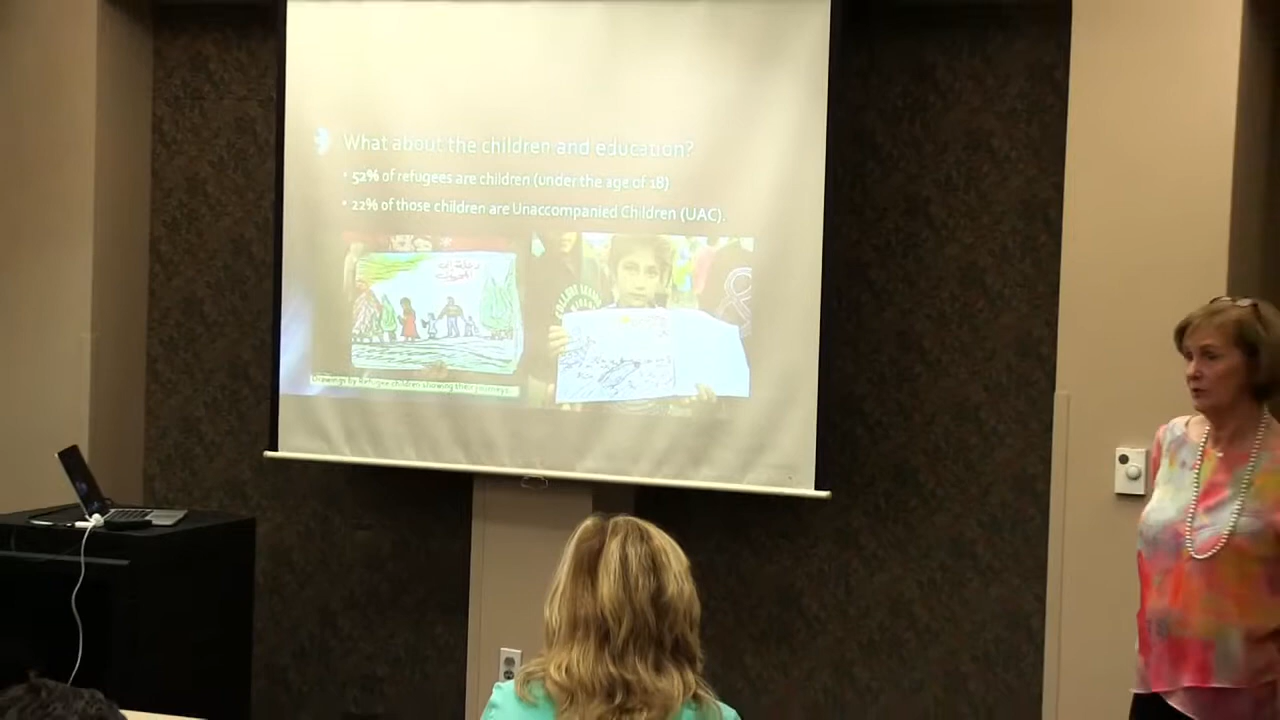 What about the children and education?
• 52% of refugees are children (under the age of 18)
• 22% of those children are Unaccompanied Children (UAC).
Drawings by Refugee children showing their journeys.